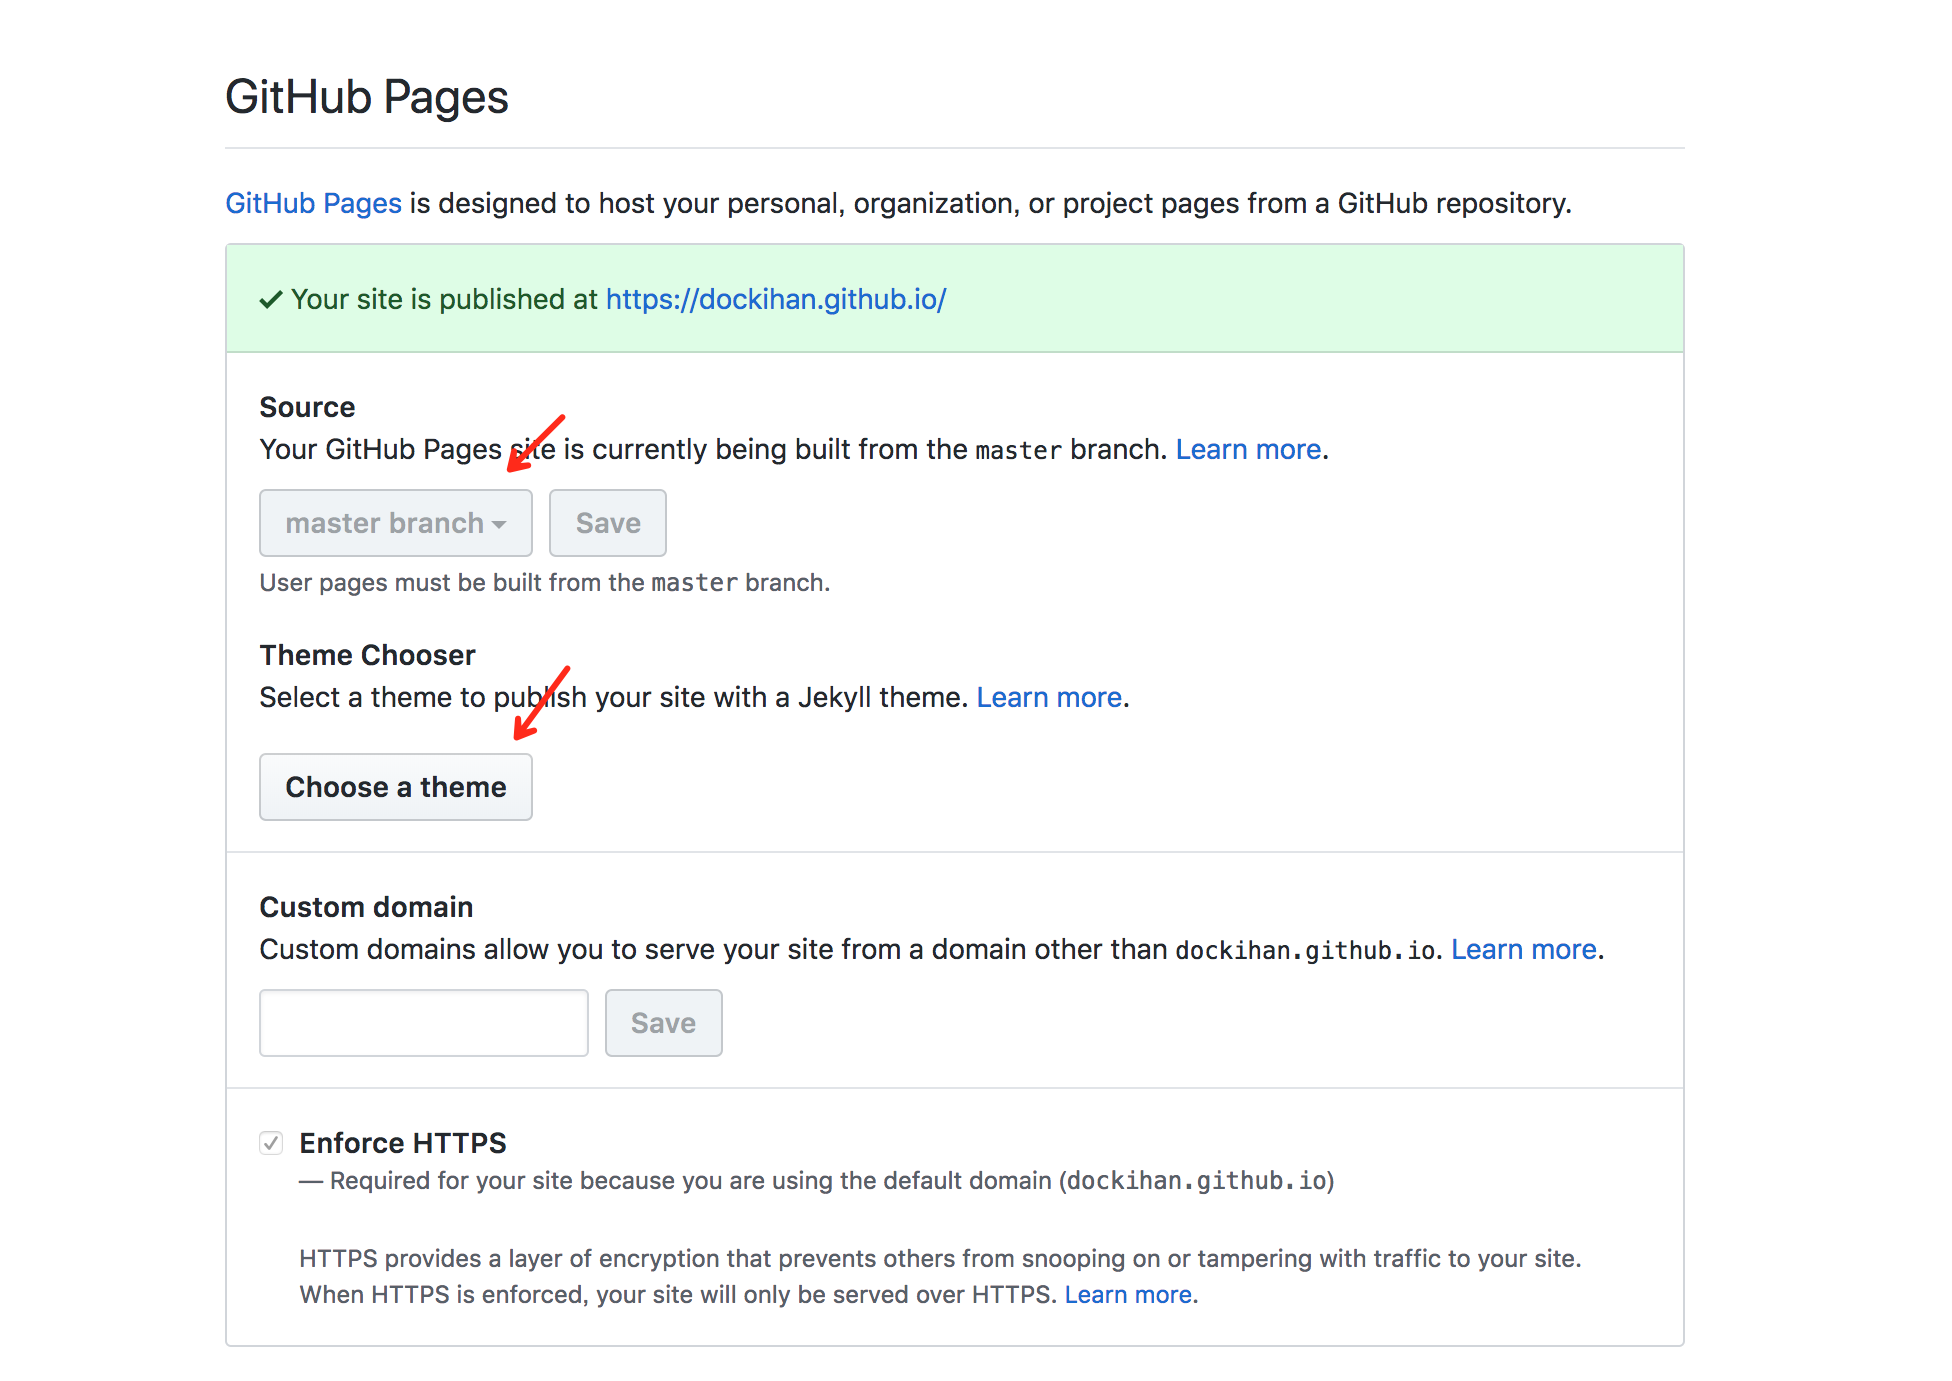 GitHub Pages
GitHub Pages is designed to host your personal, organization, or project pages from a GitHub repository.
Your site is published at https://dockihan.github.io/
Source
Your GitHub Pages site is currently being built from the master branch. Learn more.
master branch Save
User pages must be built from the master branch.
Theme Chooser
Select a theme to publish your site with a Jekyll theme. Learn more.
Choose a theme
Custom domain
Custom domains allow you to serve your site from a domain other than dockihan.github.io. Learn more.
Save
Enforce HTTPS
— Required for your site because you are using the default domain (dockihan.github.io)
HTTPS provides a layer of encryption that prevents others from snooping on or tampering with traffic to your site.
When HTTPS is enforced, your site will only be served over HTTPS. Learn more.